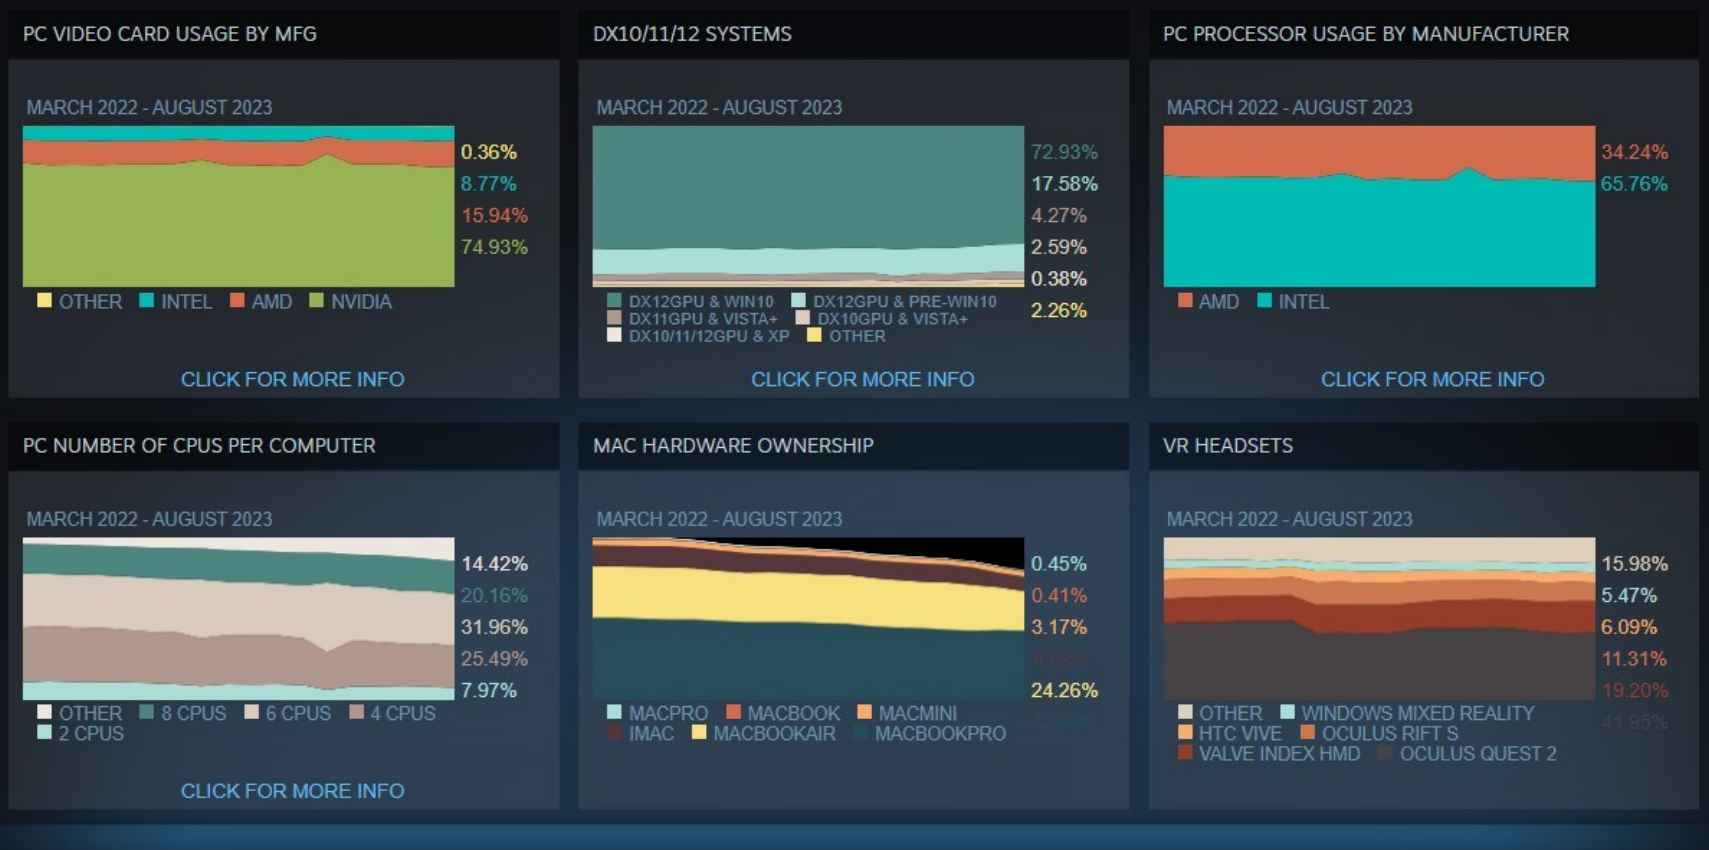 PC VIDEO CARD USAGE BY MFG
MARCH 2022 - AUGUST 2023
0.36%
8.77%
15.94%
74.93%
OTHER INTEL AMD NVIDIA
CLICK FOR MORE INFO
DX10/11/12 SYSTEMS
MARCH 2022 - AUGUST 2023
72.93%
17.58%
4.27%
2.59%
0.38%
2.26%
DX12GPU & WIN10 DX12GPU & PRE-WIN10
DX11GPU & VISTA+ DX10GPU & VISTA+
DX10/11/12GPU & XP OTHER
CLICK FOR MORE INFO
PC PROCESSOR USAGE BY MANUFACTURER
MARCH 2022 - AUGUST 2023
34.24%
65.76%
AMD INTEL
CLICK FOR MORE INFO
PC NUMBER OF CPUS PER COMPUTER
MARCH 2022 - AUGUST 2023
14.42%
20.16%
31.96%
25.49%
7.97%
OTHER 8 CPUS 6 CPUS 4 CPUS
2 CPUS
CLICK FOR MORE INFO
MAC HARDWARE OWNERSHIP
MARCH 2022 - AUGUST 2023
0.45%
0.41%
3.17%
24.26%
MACPRO MACBOOK MACMINI
IMAC MACBOOKAIR MACBOOKPRO
VR HEADSETS
MARCH 2022 - AUGUST 2023
15.98%
5.47%
6.09%
11.31%
19.20%
41.95%
OTHER WINDOWS MIXED REALITY
HTC VIVE OCULUS RIFT S
VALVE INDEX HMD OCULUS QUEST 2